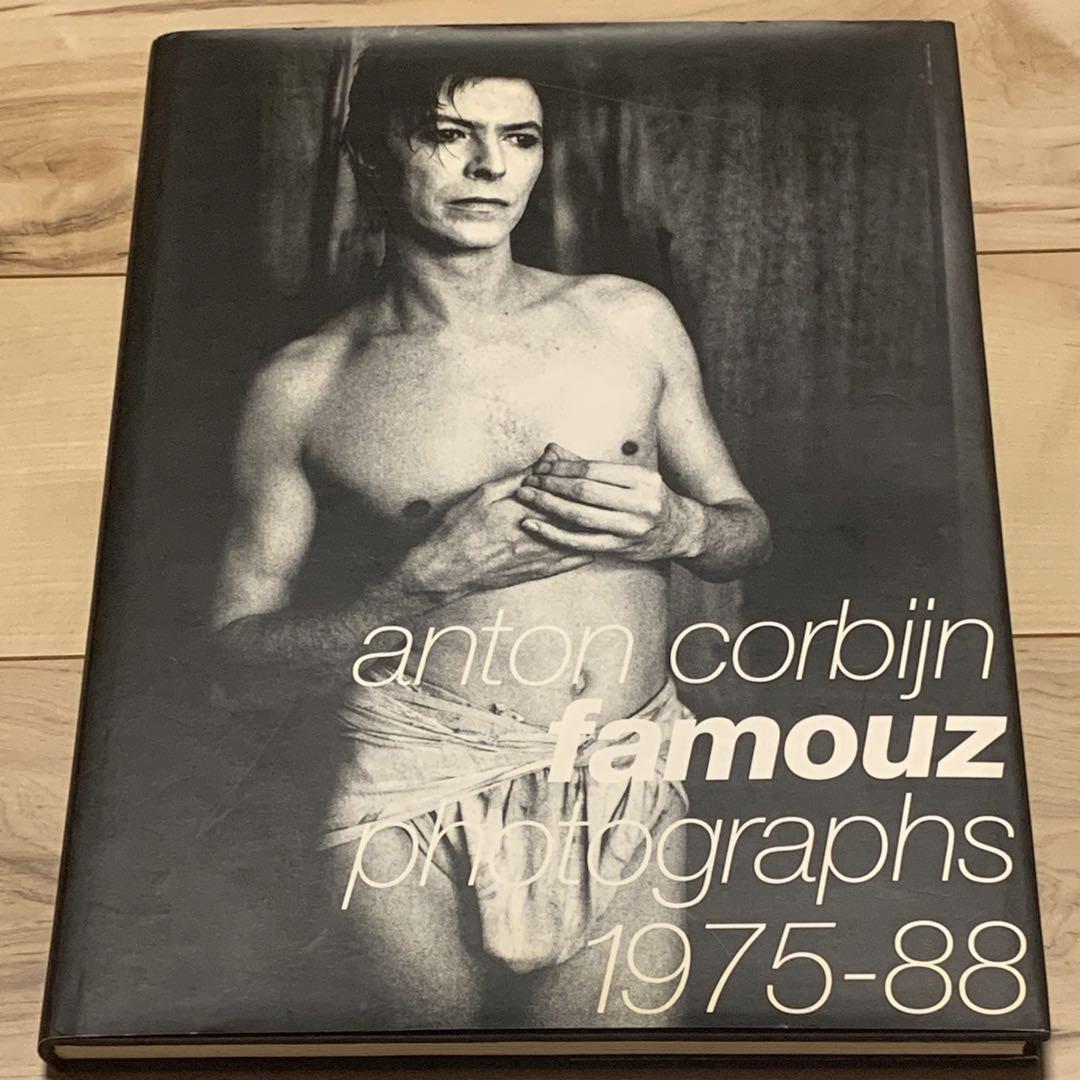 anton corbijn
famouz
photographs
1975-88